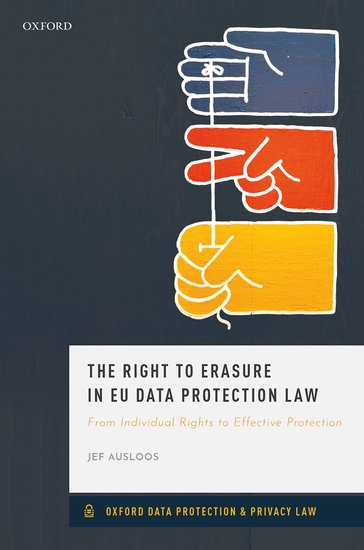 OXFORD
THE RIGHT TO ERASURE
IN EU DATA PROTECTION LAW
From Individual Rights to Effective Protection
JEF AUSLOOS
OXFORD DATA PROTECTION & PRIVACY LAW